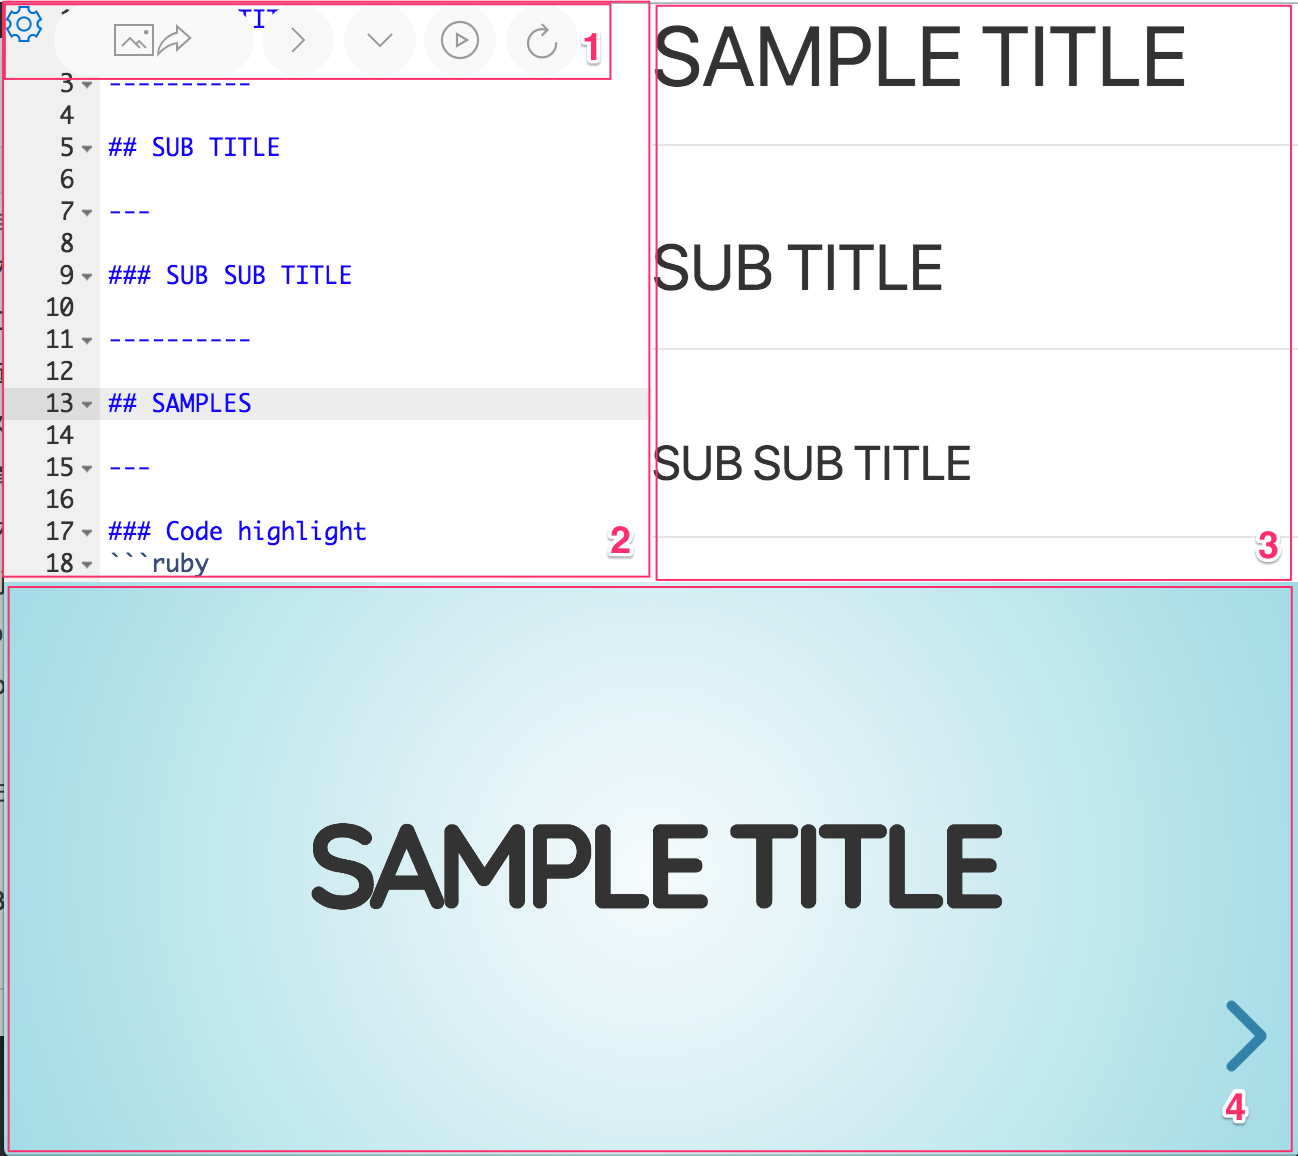 1
3 ----------
4
5 ## SUB TITLE
6
7 ---
8
9 ### SUB SUB TITLE
10
11 ----------
12
13 ## SAMPLES
14
15 ---
16
17 ### Code highlight
18 ```ruby
2
SAMPLE TITLE
SUB TITLE
SUB SUB TITLE
3
SAMPLE TITLE
4